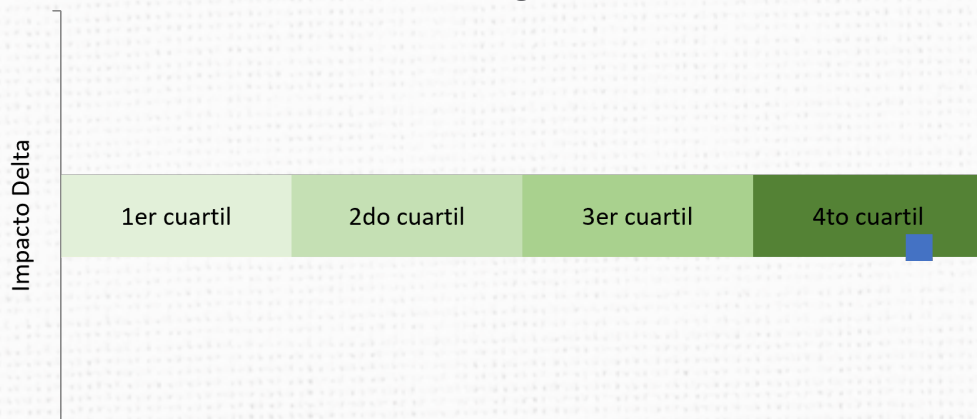 Impacto Delta
1er cuartil
2do cuartil
3er cuartil
4to cuartil